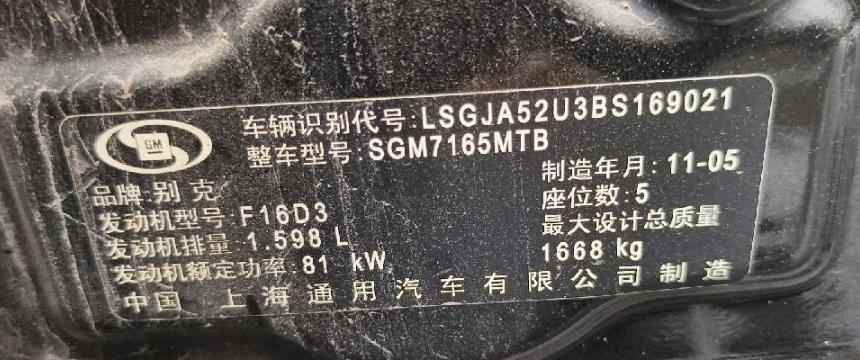 GM
车辆识别代号:LSGJA52U3BS169021
整车型号:SGM7165MTB
品牌:别克
制造年月:11-05
发动机型号:F16D3
座位数:5
发动机排量:1.598 L
最大设计总质量
发动机额定功率:81 kW
1668 kg
中国 上海通用汽车有限公司制造